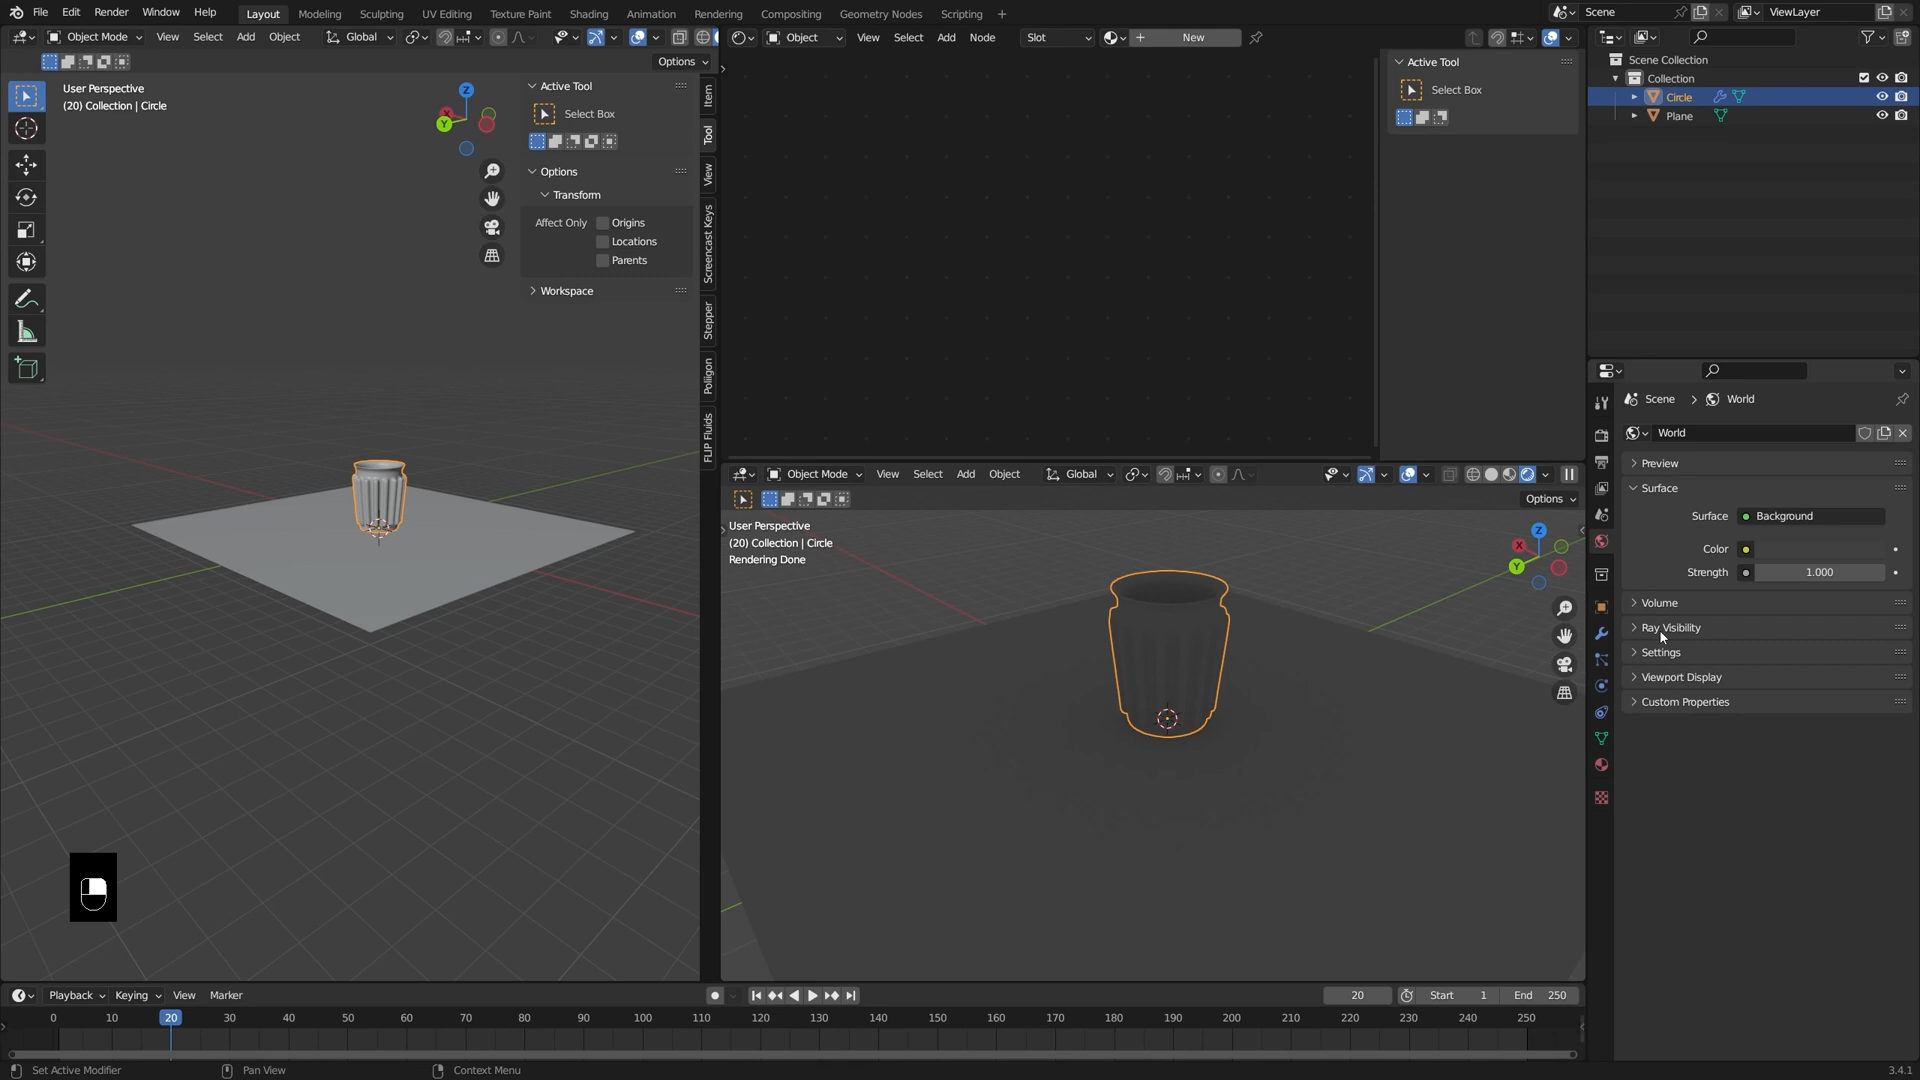 File Edit Render Window Help Layout Modeling Sculpting UV Editing Texture Paint Shading Animation Rendering Compositing Geometry Nodes Scripting + Scene ViewLayer
Object Mode View Select Add Object Global
Object View Select Add Node Slot New
Options
User Perspective
(20) Collection | Circle
Active Tool
Select Box
Options
Transform
Affect Only Origins
Locations
Parents
Workspace
Item
Tool
View
Screencast Keys
Stepper
Poliigon
FLIP Fluids
Active Tool
Select Box
Scene Collection
Collection
Circle
Plane
Scene > World
World
Preview
Surface
Surface Background
Color
Strength 1.000
Volume
Ray Visibility
Settings
Viewport Display
Custom Properties
Object Mode View Select Add Object Global
Options
User Perspective
(20) Collection | Circle
Rendering Done
X Y Z
Y Z
Playback Keying View Marker 20 Start 1 End 250
0 10 20 30 40 50 60 70 80 90 100 110 120 130 140 150 160 170 180 190 200 210 220 230 240 250
Set Active Modifier Pan View Context Menu 3.4.1